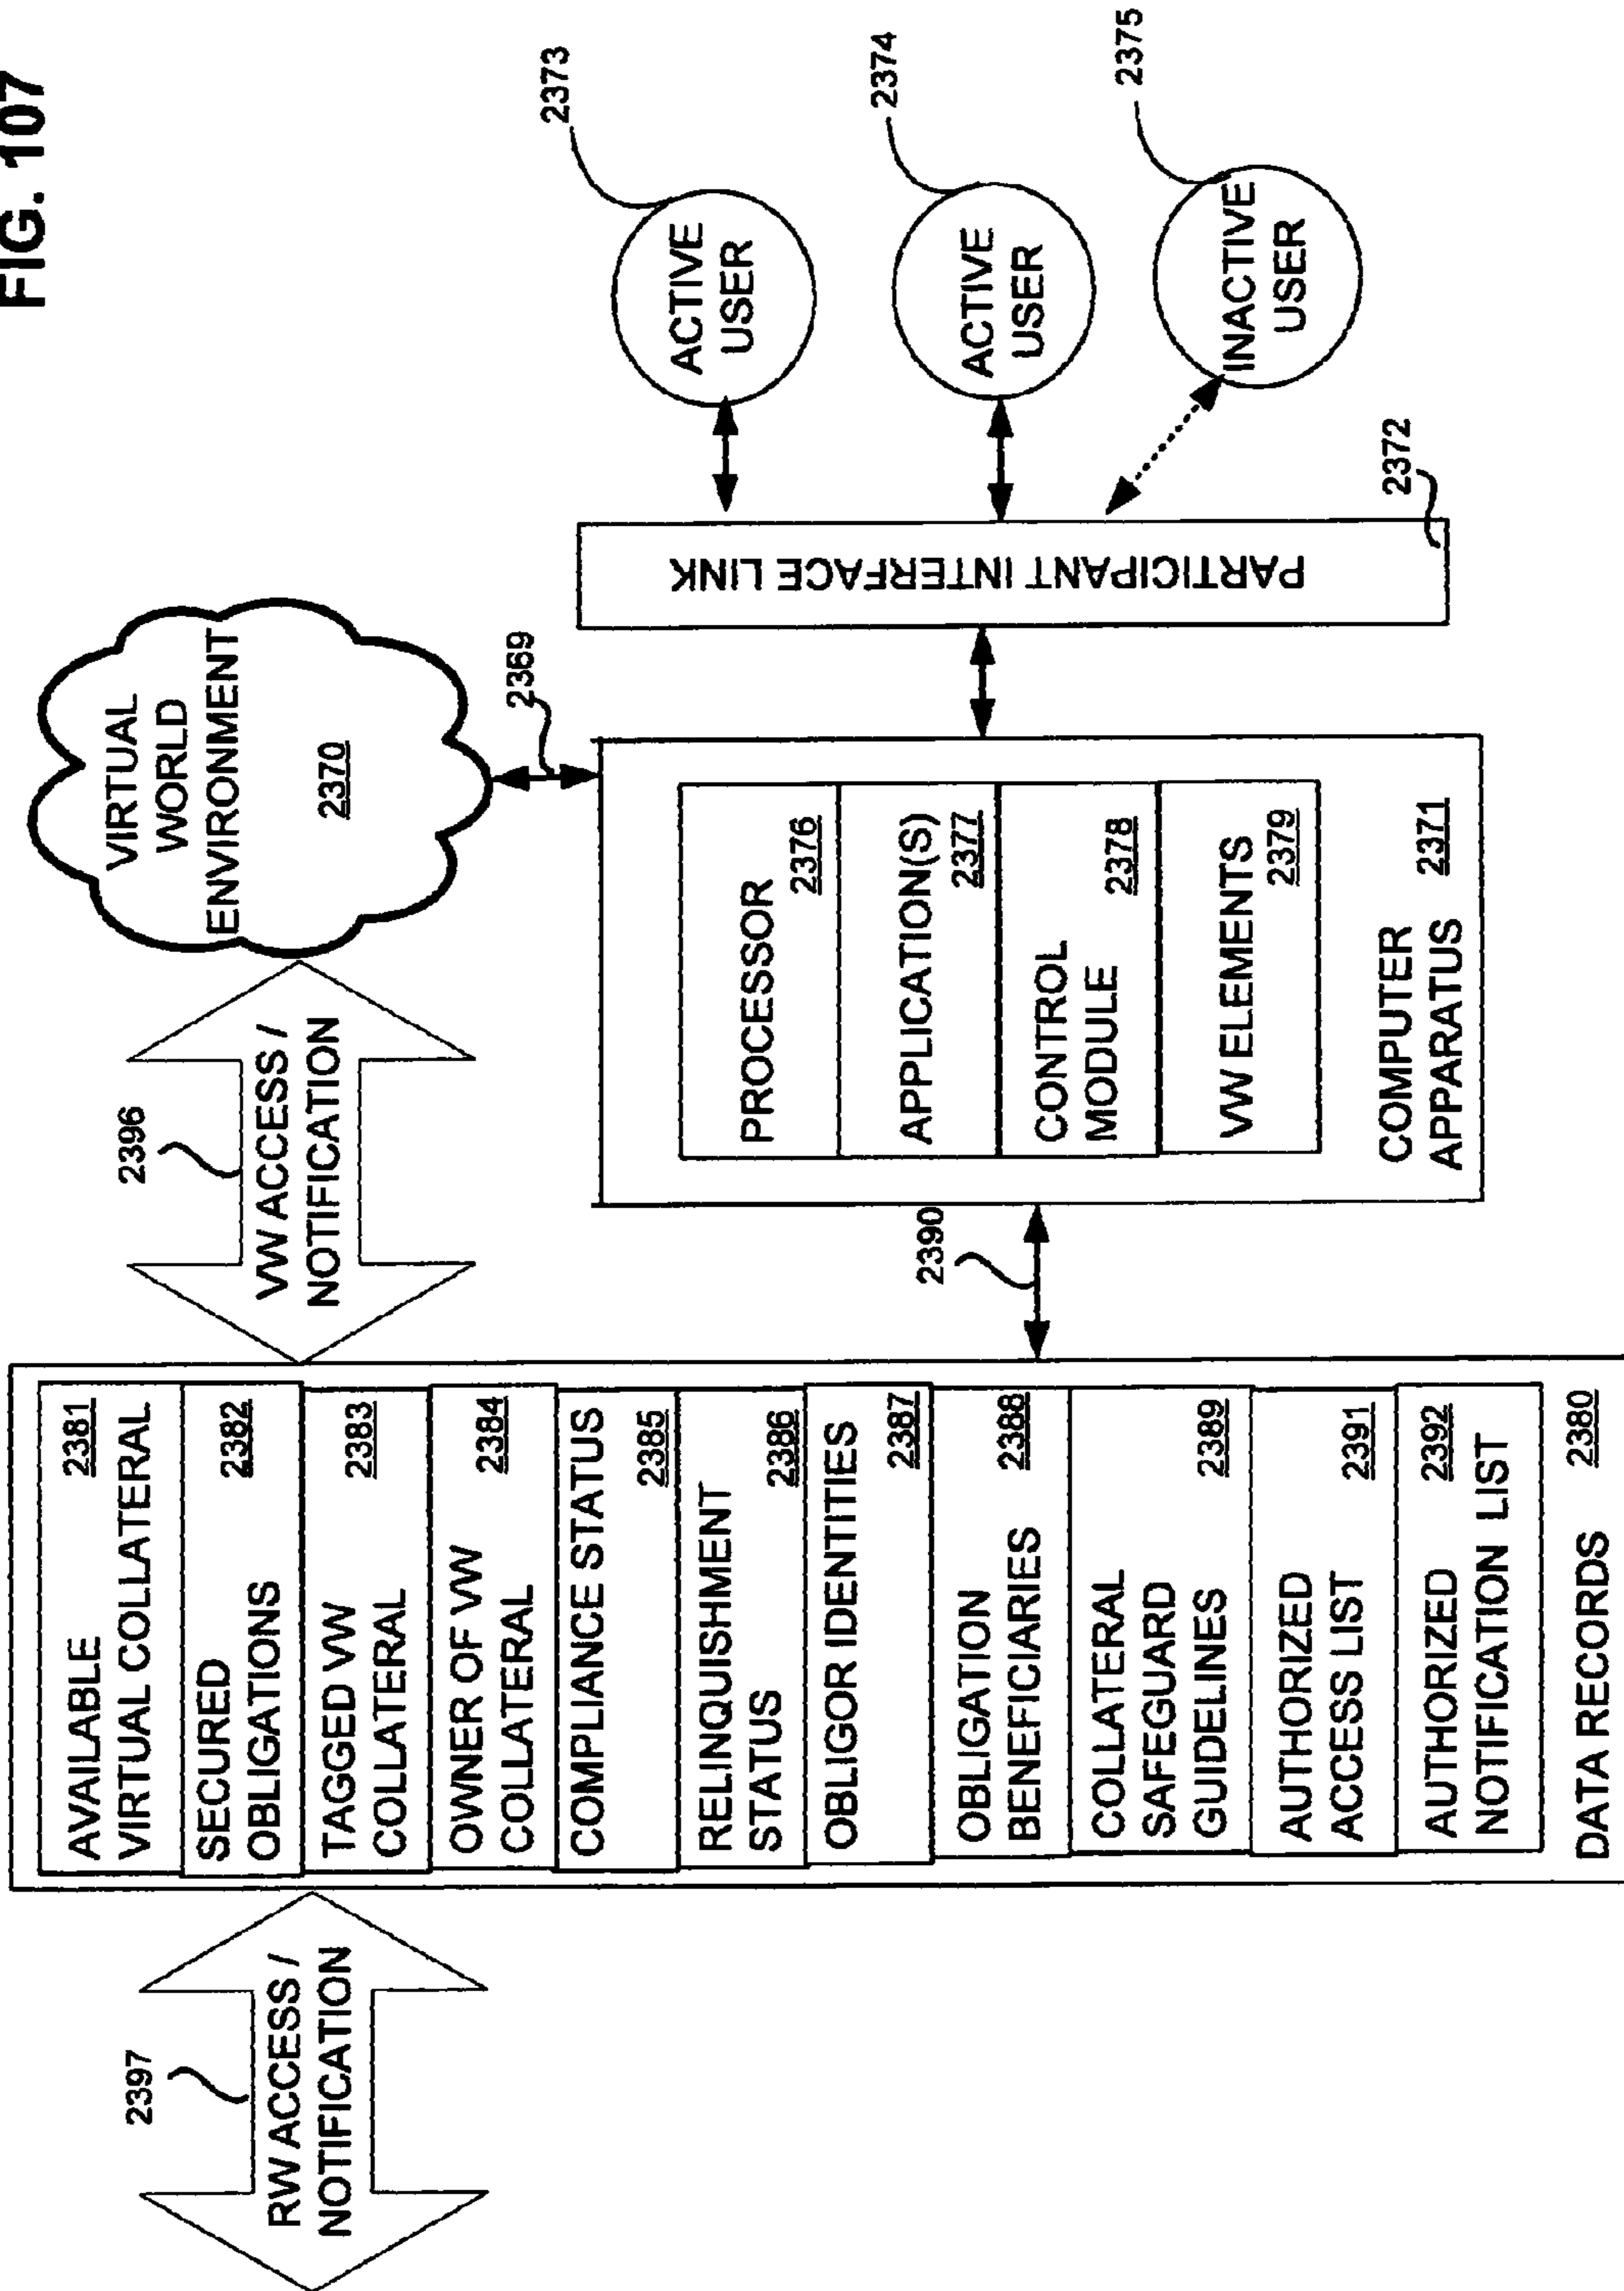 FIG. 107
2397
RW ACCESS /
NOTIFICATION
AVAILABLE
VIRTUAL COLLATERAL
2381
SECURED
OBLIGATIONS
2382
TAGGED VW
COLLATERAL
2383
OWNER OF VW
COLLATERAL
2384
COMPLIANCE STATUS
2385
RELINQUISHMENT
STATUS
2386
OBLIGOR IDENTITIES
2387
OBLIGATION
BENEFICIARIES
2388
COLLATERAL
SAFEGUARD
GUIDELINES
2389
AUTHORIZED
ACCESS LIST
2391
AUTHORIZED
NOTIFICATION LIST
2392
DATA RECORDS
2380
2396
VW ACCESS /
NOTIFICATION
VIRTUAL
WORLD
ENVIRONMENT
2370
2369
2390
PROCESSOR
2376
APPLICATION(S)
2377
CONTROL
MODULE
2378
VW ELEMENTS
2379
COMPUTER
APPARATUS
2371
PARTICIPANT INTERFACE LINK
2372
ACTIVE
USER
2373
ACTIVE
USER
2374
INACTIVE
USER
2375